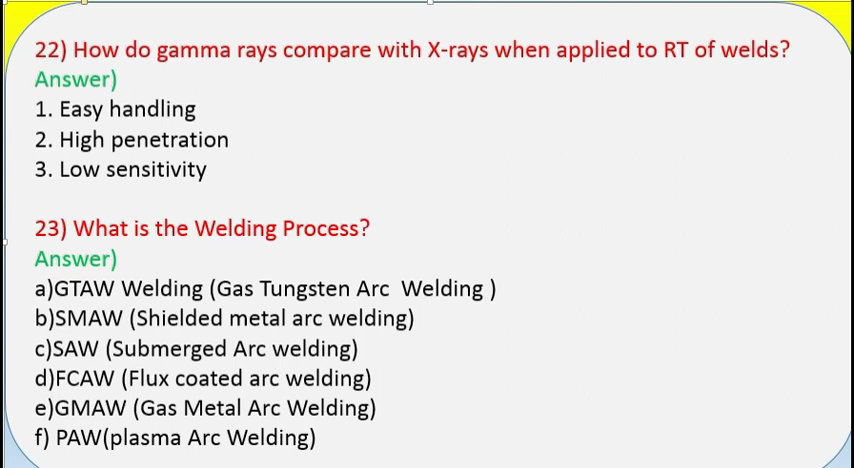 22) How do gamma rays compare with X-rays when applied to RT of welds?
Answer)
1. Easy handling
2. High penetration
3. Low sensitivity
23) What is the Welding Process?
Answer)
a)GTAW Welding (Gas Tungsten Arc  Welding )
b)SMAW (Shielded metal arc welding)
c)SAW (Submerged Arc welding)
d)FCAW (Flux coated arc welding)
e)GMAW (Gas Metal Arc Welding)
f) PAW(plasma Arc Welding)